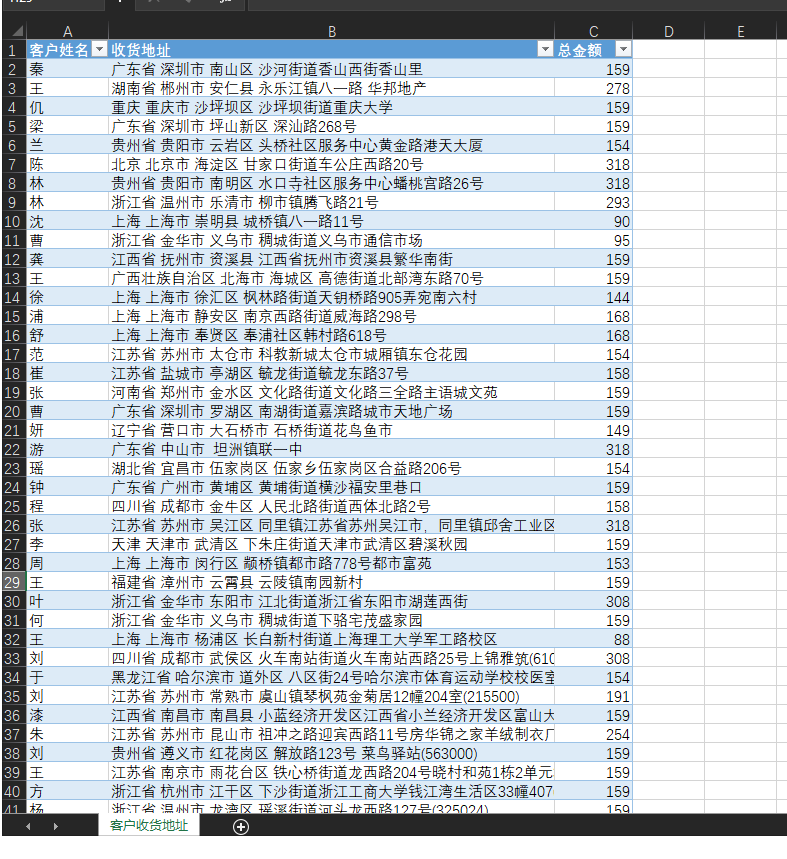 A B C D E
1 客户姓名 收货地址 总金额
2 秦 广东省 深圳市 南山区 沙河街道香山西街香山里 159
3 王 湖南省 郴州市 安仁县 永乐江镇八一路 华邦地产 278
4 仉 重庆 重庆市 沙坪坝区 沙坪坝街道重庆大学 159
5 梁 广东省 深圳市 坪山新区 深汕路268号 159
6 兰 贵州省 贵阳市 云岩区 头桥社区服务中心黄金路港天大厦 154
7 陈 北京 北京市 海淀区 甘家口街道车公庄西路20号 318
8 林 贵州省 贵阳市 南明区 水口寺社区服务中心蟠桃宫路26号 318
9 林 浙江省 温州市 乐清市 柳市镇腾飞路21号 293
10 沈 上海 上海市 崇明县 城桥镇八一路11号 90
11 曹 浙江省 金华市 义乌市 稠城街道义乌市通信市场 95
12 龚 江西省 抚州市 资溪县 江西省抚州市资溪县繁华南街 159
13 王 广西壮族自治区 北海市 海城区 高德街道北部湾东路70号 159
14 徐 上海 上海市 徐汇区 枫林路街道天钥桥路905弄宛南六村 144
15 浦 上海 上海市 静安区 南京西路街道威海路298号 168
16 舒 上海 上海市 奉贤区 奉浦社区韩村路618号 168
17 范 江苏省 苏州市 太仓市 科教新城太仓市城厢镇东仓花园 154
18 崔 江苏省 盐城市 亭湖区 毓龙街道毓龙东路37号 158
19 张 河南省 郑州市 金水区 文化路街道文化路三全路主语城文苑 159
20 曹 广东省 深圳市 罗湖区 南湖街道嘉滨路城市天地广场 159
21 妍 辽宁省 营口市 大石桥市 石桥街道花鸟鱼市 149
22 游 广东省 中山市 坦洲镇联一中 318
23 瑶 湖北省 宜昌市 伍家岗区 伍家乡伍家岗区合益路206号 154
24 钟 广东省 广州市 黄埔区 黄埔街道横沙福安里巷口 159
25 程 四川省 成都市 金牛区 人民北路街道西体北路2号 158
26 张 江苏省 苏州市 吴江区 同里镇江苏省苏州吴江市，同里镇邱舍工业区 318
27 李 天津 天津市 武清区 下朱庄街道天津市武清区碧溪秋园 159
28 周 上海 上海市 闵行区 颛桥镇都市路778号都市富苑 153
29 王 福建省 漳州市 云霄县 云陵镇南园新村 159
30 叶 浙江省 金华市 东阳市 江北街道浙江省东阳市湖莲西街 308
31 何 浙江省 金华市 义乌市 稠城街道下骆宅茂盛家园 159
32 王 上海 上海市 杨浦区 长白新村街道上海理工大学军工路校区 88
33 刘 四川省 成都市 武侯区 火车南站街道火车南站西路25号上锦雅筑(610 308
34 于 黑龙江省 哈尔滨市 道外区 八区街24号哈尔滨市体育运动学校校医室 154
35 刘 江苏省 苏州市 常熟市 虞山镇琴枫苑金菊居12幢204室(215500) 191
36 漆 江西省 南昌市 南昌县 小蓝经济开发区江西省小兰经济开发区富山大 159
37 朱 江苏省 苏州市 昆山市 祖冲之路迎宾西路11号房华锦之家羊绒制衣厂 254
38 刘 贵州省 遵义市 红花岗区 解放路123号 菜鸟驿站(563000) 159
39 王 江苏省 南京市 雨花台区 铁心桥街道龙西路204号晓村和苑1栋2单元 159
40 方 浙江省 杭州市 江干区 下沙街道浙江工商大学钱江湾生活区33幢407 159
41 杨 浙江省 温州市 龙湾区 瑶溪街道河头龙西路127号(325024) 159
客户收货地址